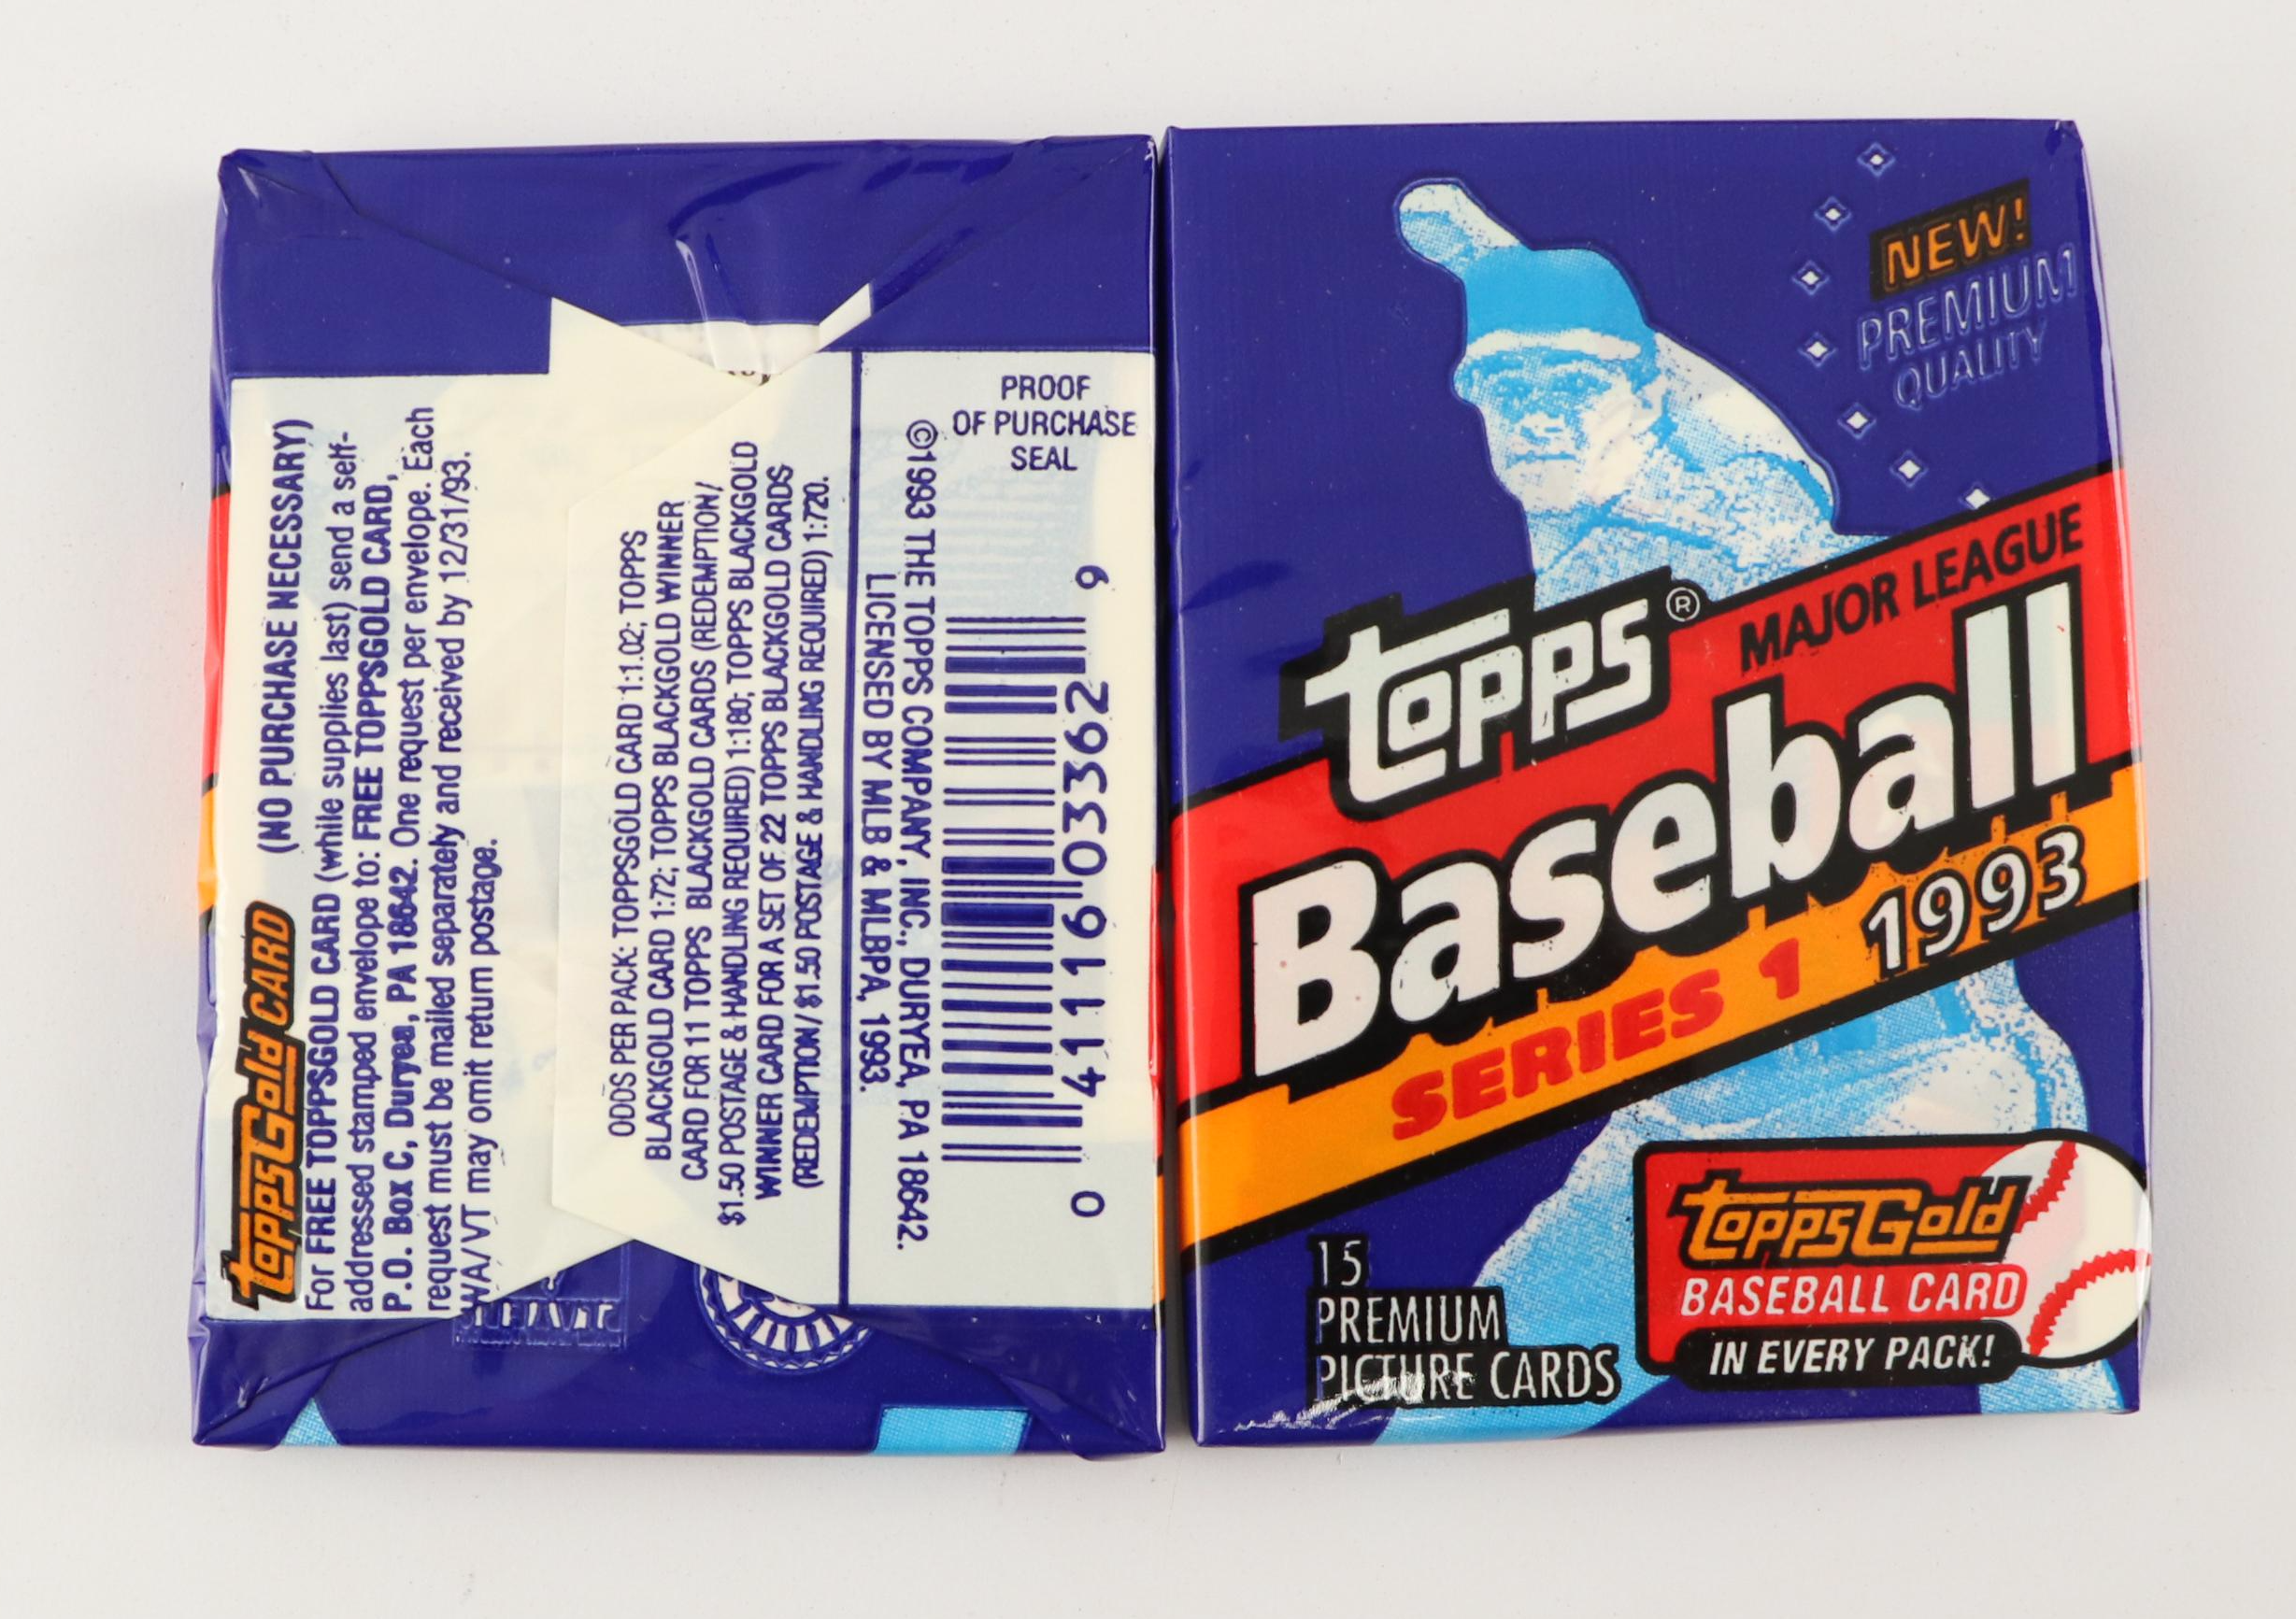 TOPPSGold CARD (NO PURCHASE NECESSARY)
For FREE TOPPSGOLD CARD (while supplies last) send a self-
addressed stamped envelope to: FREE TOPPSGOLD CARD,
P.O. Box C, Duryea, PA 18642. One request per envelope. Each
request must be mailed separately and received by 12/31/93.
WA/VT may omit return postage.
ODDS PER PACK: TOPPSGOLD CARD 1:1.02; TOPPS
BLACKGOLD CARD 1:72; TOPPS BLACKGOLD WINNER
CARD FOR 11 TOPPS BLACKGOLD CARDS (REDEMPTION/
$1.50 POSTAGE & HANDLING REQUIRED) 1:180; TOPPS BLACKGOLD
WINNER CARD FOR A SET OF 22 TOPPS BLACKGOLD CARDS
(REDEMPTION/ $1.50 POSTAGE & HANDLING REQUIRED) 1:720.
©1993 THE TOPPS COMPANY, INC., DURYEA, PA 18642.
LICENSED BY MLB & MLBPA, 1993.
PROOF
OF PURCHASE
SEAL
0 41116 03362 9
NEW!
PREMIUM
QUALITY
TOPPS®
MAJOR LEAGUE
Baseball
SERIES 1 1993
15
PREMIUM
PICTURE CARDS
TOPPSGold
BASEBALL CARD
IN EVERY PACK!